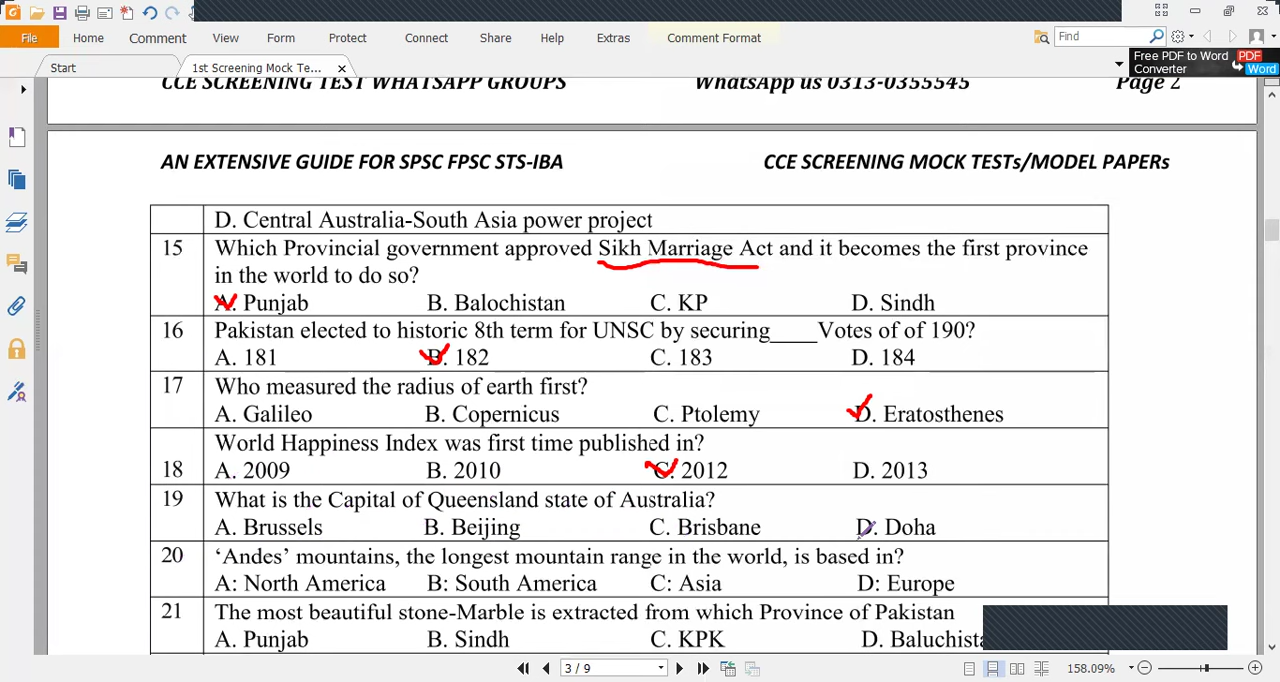 File Home Comment View Form Protect Connect Share Help Extras Comment Format Find
Start 1st Screening Mock Te... Free PDF to Word Converter PDF Word
CCE SCREENING TEST WHATSAPP GROUPS WhatsApp us 0313-0355545 Page 2
AN EXTENSIVE GUIDE FOR SPSC FPSC STS-IBA CCE SCREENING MOCK TESTs/MODEL PAPERs
D. Central Australia-South Asia power project
15 Which Provincial government approved Sikh Marriage Act and it becomes the first province
in the world to do so?
A. Punjab B. Balochistan C. KP D. Sindh
16 Pakistan elected to historic 8th term for UNSC by securing____Votes of of 190?
A. 181 B. 182 C. 183 D. 184
17 Who measured the radius of earth first?
A. Galileo B. Copernicus C. Ptolemy D. Eratosthenes
World Happiness Index was first time published in?
18 A. 2009 B. 2010 C. 2012 D. 2013
19 What is the Capital of Queensland state of Australia?
A. Brussels B. Beijing C. Brisbane D. Doha
20 ‘Andes’ mountains, the longest mountain range in the world, is based in?
A: North America B: South America C: Asia D: Europe
21 The most beautiful stone-Marble is extracted from which Province of Pakistan
A. Punjab B. Sindh C. KPK D. Baluchista
3 / 9 158.09%